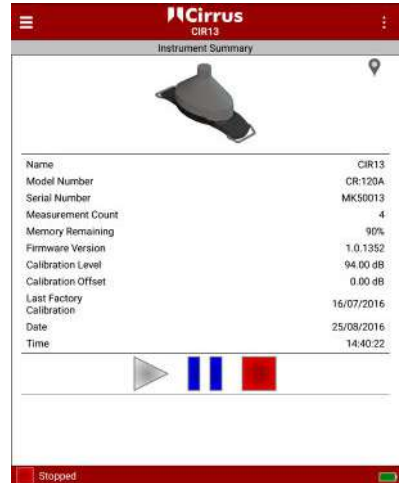 Cirrus
CIR13
Instrument Summary
Name CIR13
Model Number CR:120A
Serial Number MK50013
Measurement Count 4
Memory Remaining 90%
Firmware Version 1.0.1352
Calibration Level 94.00 dB
Calibration Offset 0.00 dB
Last Factory
Calibration 16/07/2016
Date 25/08/2016
Time 14:40:22
Stopped